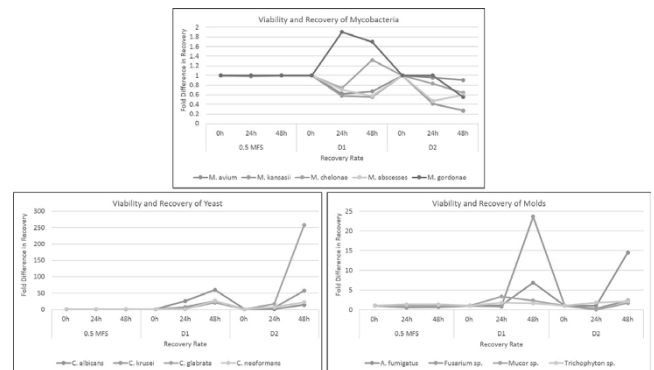 Viability and Recovery of Mycobacteria
Fold Difference in Recovery
2
1.8
1.6
1.4
1.2
1
0.8
0.6
0.4
0.2
0
0h 24h 48h 0h 24h 48h 0h 24h 48h
0.5 MFS D1 D2
Recovery Rate
M. avium M. kansasii M. chelonae M. abscesses M. gordonae
Viability and Recovery of Yeast
Fold Difference in Recovery
300
250
200
150
100
50
0
0h 24h 48h 0h 24h 48h 0h 24h 48h
0.5 MFS D1 D2
Recovery Rate
C. albicans C. krusei C. glabrata C. neoformans
Viability and Recovery of Molds
Fold Difference in Recovery
25
20
15
10
5
0
0h 24h 48h 0h 24h 48h 0h 24h 48h
0.5 MFS D1 D2
Recovery Rate
A. fumigatus Fusarium sp. Mucor sp. Trichophyton sp.